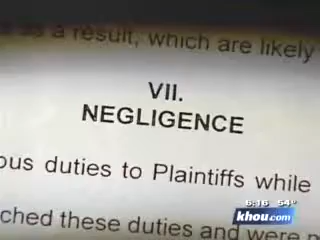 as a result, which are likely
VII.
NEGLIGENCE
ous duties to Plaintiffs while
ched these duties and were
6:16 54°
khou.com